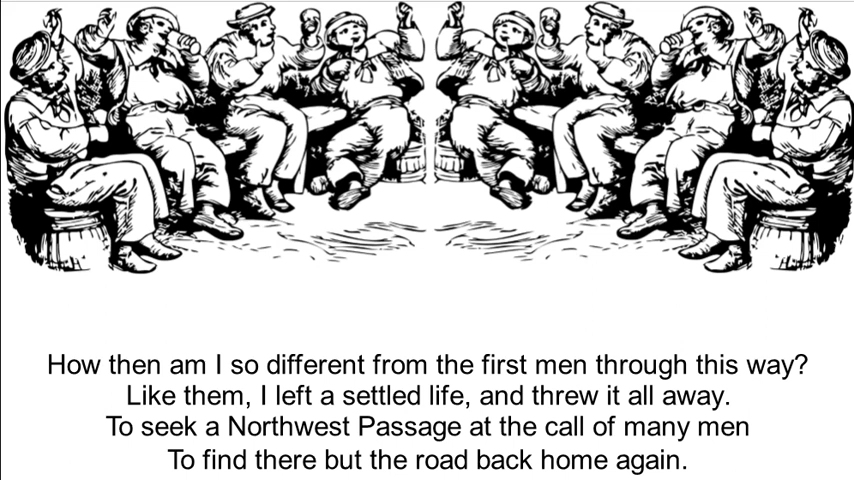 How then am I so different from the first men through this way?
Like them, I left a settled life, and threw it all away.
To seek a Northwest Passage at the call of many men
To find there but the road back home again.